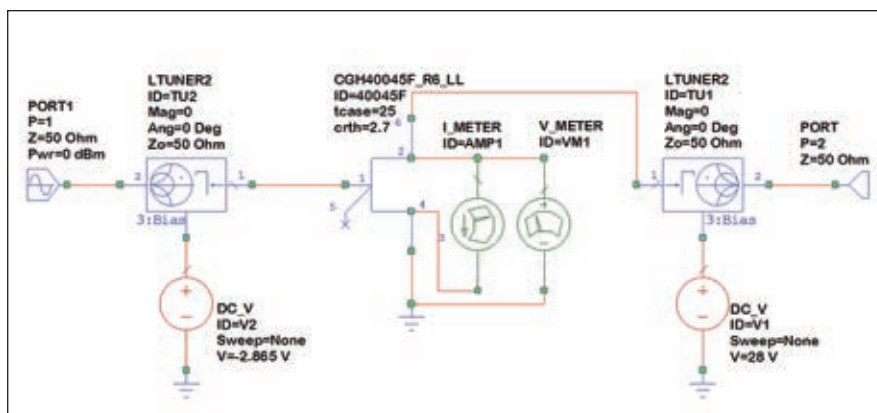 PORT1
P=1
Z=50 Ohm
Pwr=0 dBm
LTUNER2
ID=TU2
Mag=0
Ang=0 Deg
Zo=50 Ohm
2
1
3:Bias
DC_V
ID=V2
Sweep=None
V=-2.865 V
CGH40045F_R6_LL
ID=40045F
tcase=25
crth=2.7
6
2
1
5
4
3
I_METER
ID=AMP1
V_METER
ID=VM1
LTUNER2
ID=TU1
Mag=0
Ang=0 Deg
Zo=50 Ohm
1
2
3:Bias
DC_V
ID=V1
Sweep=None
V=28 V
PORT
P=2
Z=50 Ohm